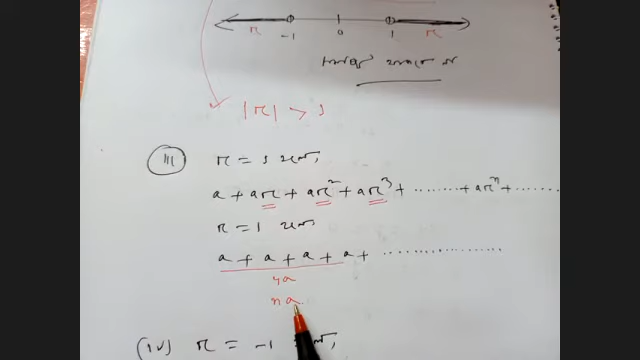 r -1 0 1 r
|r| > 1
(iii) r = 1 হলে,
a + ar + ar² + ar³ + ........ + arⁿ + ........
r = 1 হলে,
a + a + a + a + ....................
4a
na
(iv) r = -1 হলে,